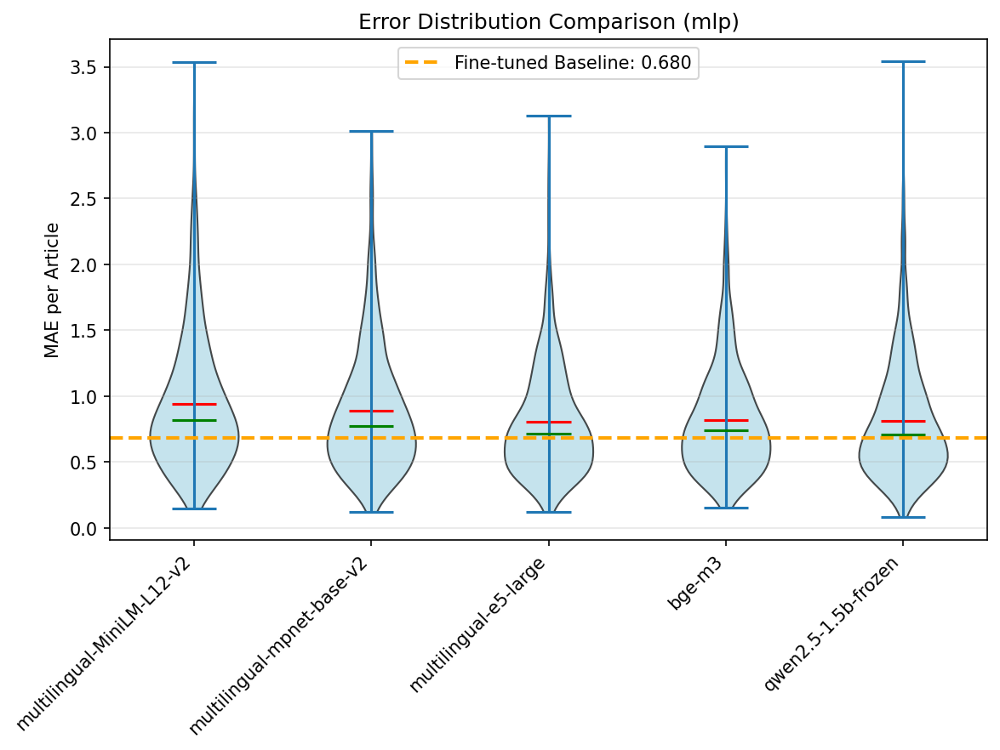 Error Distribution Comparison (mlp)
Fine-tuned Baseline: 0.680
MAE per Article
3.5
3.0
2.5
2.0
1.5
1.0
0.5
0.0
multilingual-MiniLM-L12-v2
multilingual-mpnet-base-v2
multilingual-e5-large
bge-m3
qwen2.5-1.5b-frozen